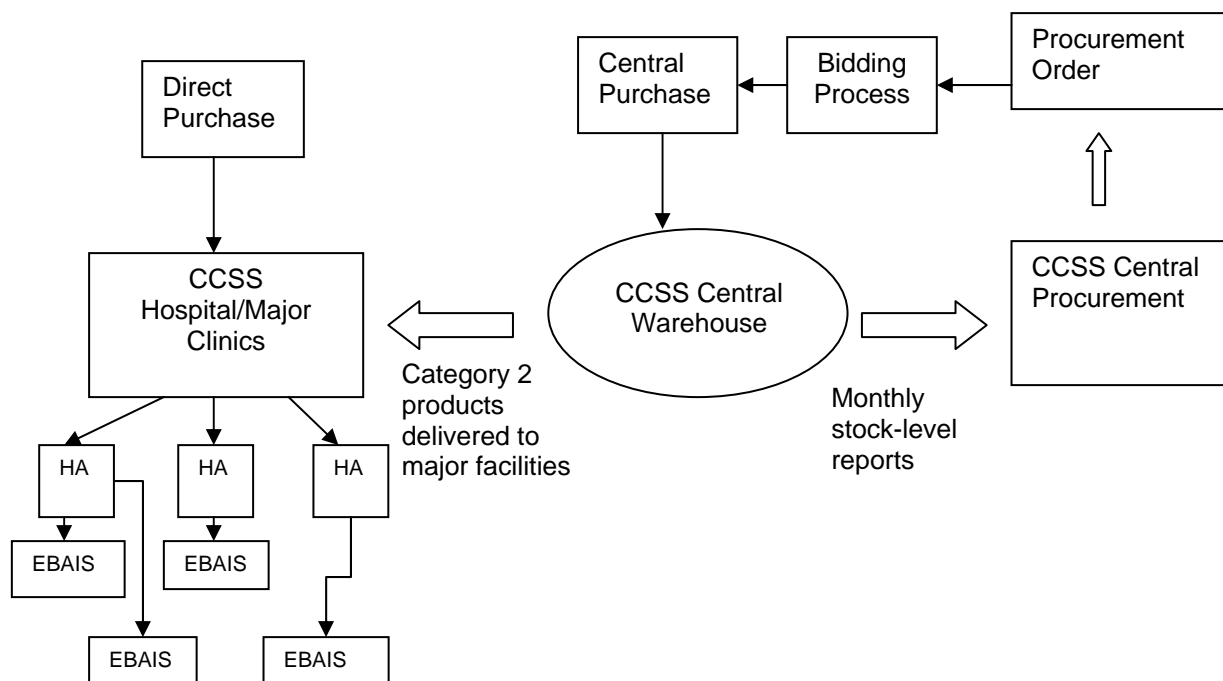 Direct
Purchase
Central
Purchase
Bidding
Process
Procurement
Order
CCSS
Hospital/Major
Clinics
CCSS Central
Warehouse
CCSS Central
Procurement
Category 2
products
delivered to
major facilities
Monthly
stock-level
reports
HA
HA
HA
EBAIS
EBAIS
EBAIS
EBAIS